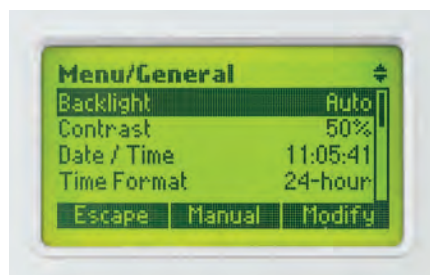 Menu/General
Backlight Auto
Contrast 50%
Date / Time 11:05:41
Time Format 24-hour
Escape Manual Modify